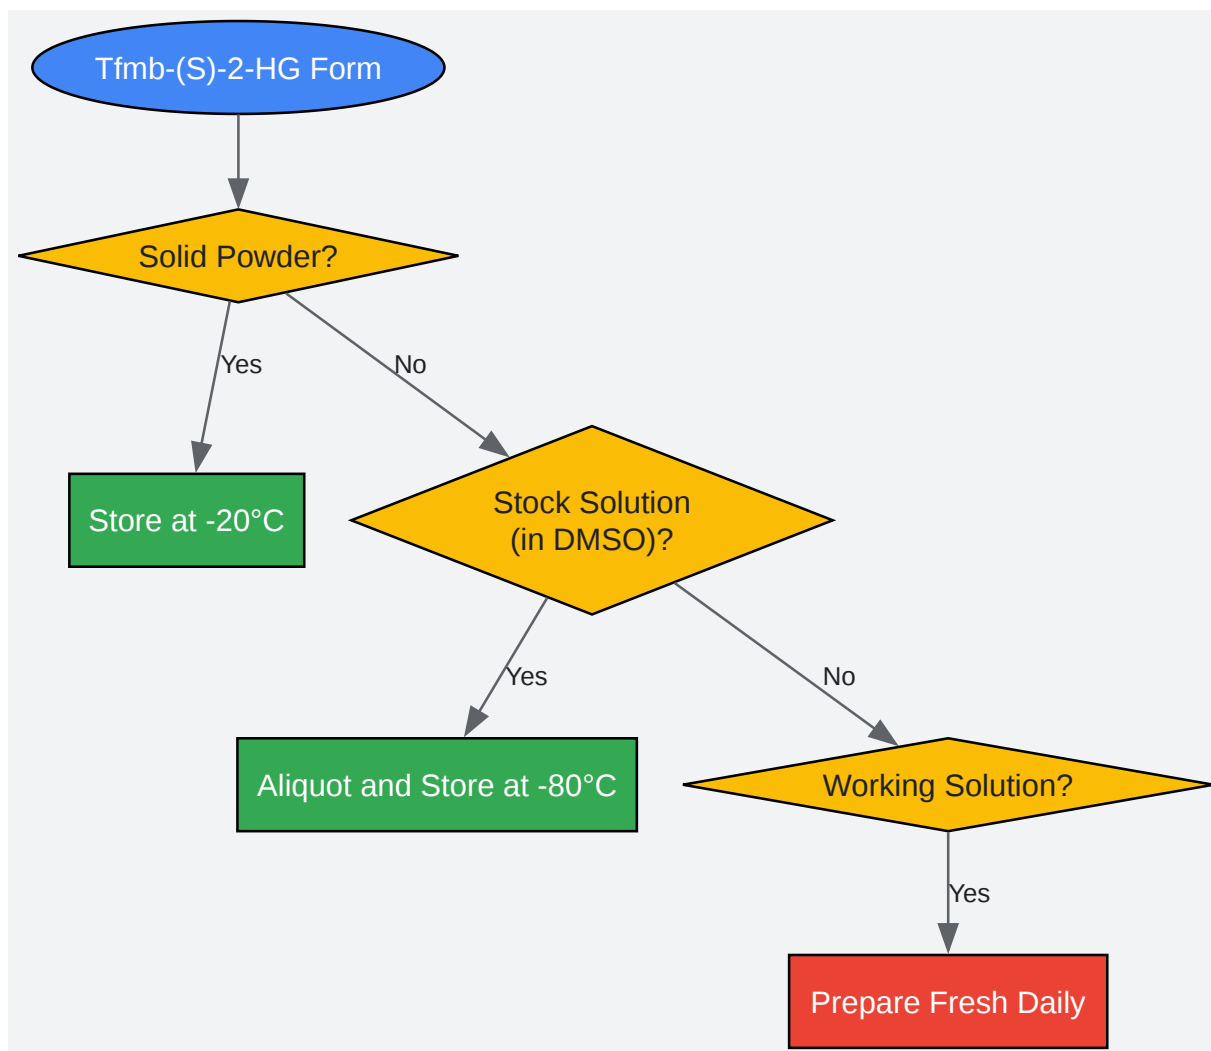 Tfmb-(S)-2-HG Form
Solid Powder?
Yes
No
Store at -20°C
Stock Solution
(in DMSO)?
Yes
No
Aliquot and Store at -80°C
Working Solution?
Yes
Prepare Fresh Daily